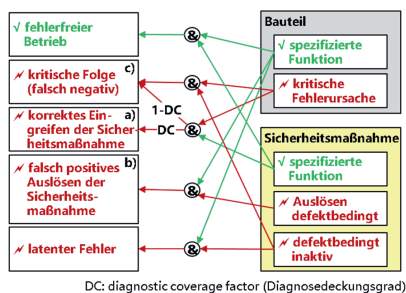 √ fehlerfreier
Betrieb
c)
kritische Folge
(falsch negativ)
a)
korrektes Ein-
greifen der Sicher
heitsmaßnahme
b)
falsch positives
Auslösen der
Sicherheits-
maßnahme
latenter Fehler
&
&
1-DC
DC
&
&
&
Bauteil
√ spezifizierte
Funktion
kritische
Fehlerursache
Sicherheitsmaßnahme
√ spezifizierte
Funktion
Auslösen
defektbedingt
defektbedingt
inaktiv
DC: diagnostic coverage factor (Diagnosedeckungsgrad)